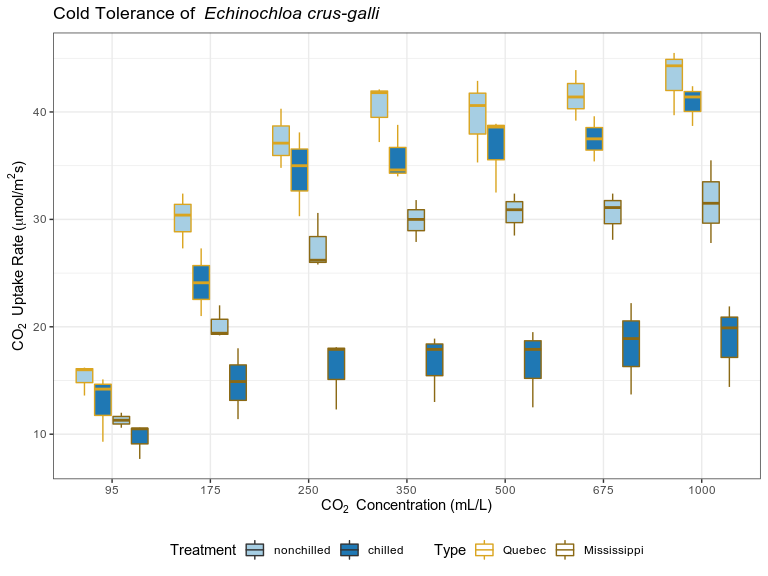 Cold Tolerance of Echinochloa crus-galli
CO2 Uptake Rate (μmol/m2s)
40
30
20
10
95 175 250 350 500 675 1000
CO2 Concentration (mL/L)
Treatment nonchilled chilled Type Quebec Mississippi